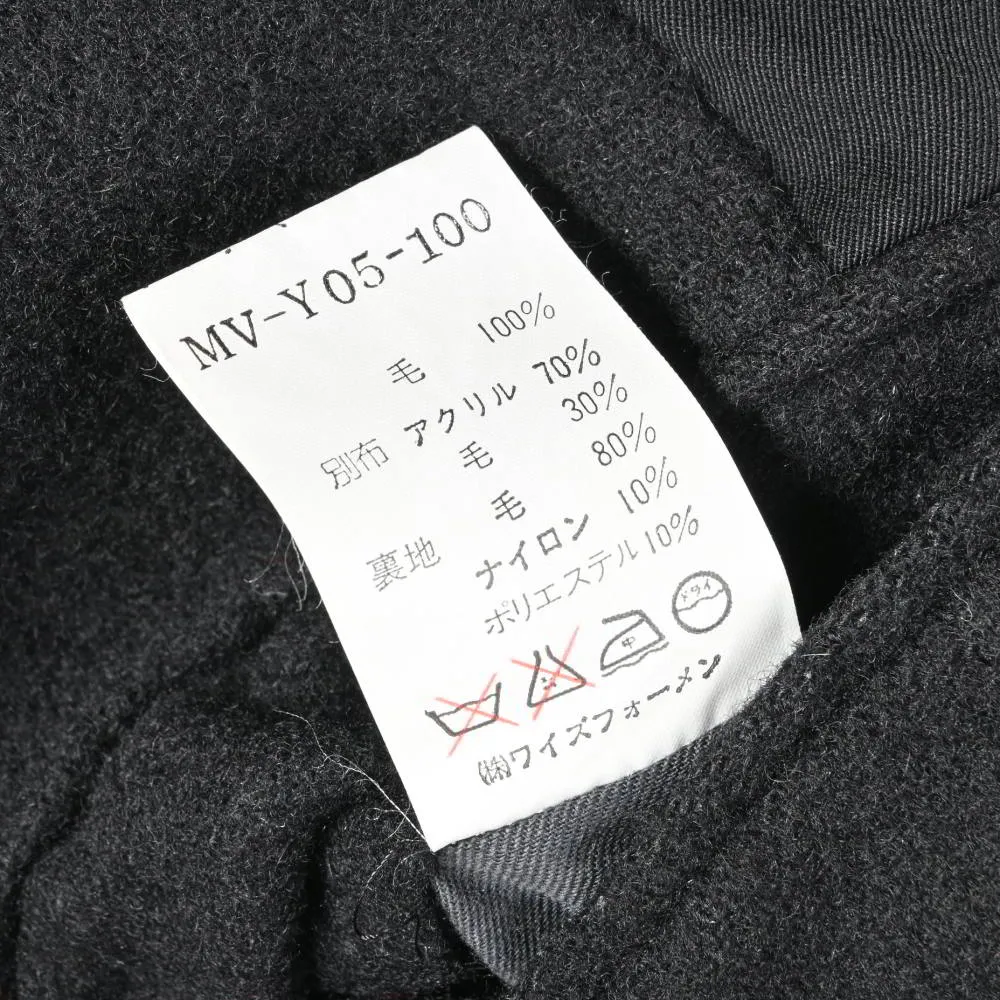 MV-Y05-100
毛 100%
別布 アクリル 70%
毛 30%
毛 80%
裏地 ナイロン 10%
ポリエステル 10%
ドライ
中
㈱ワイズフォーメン